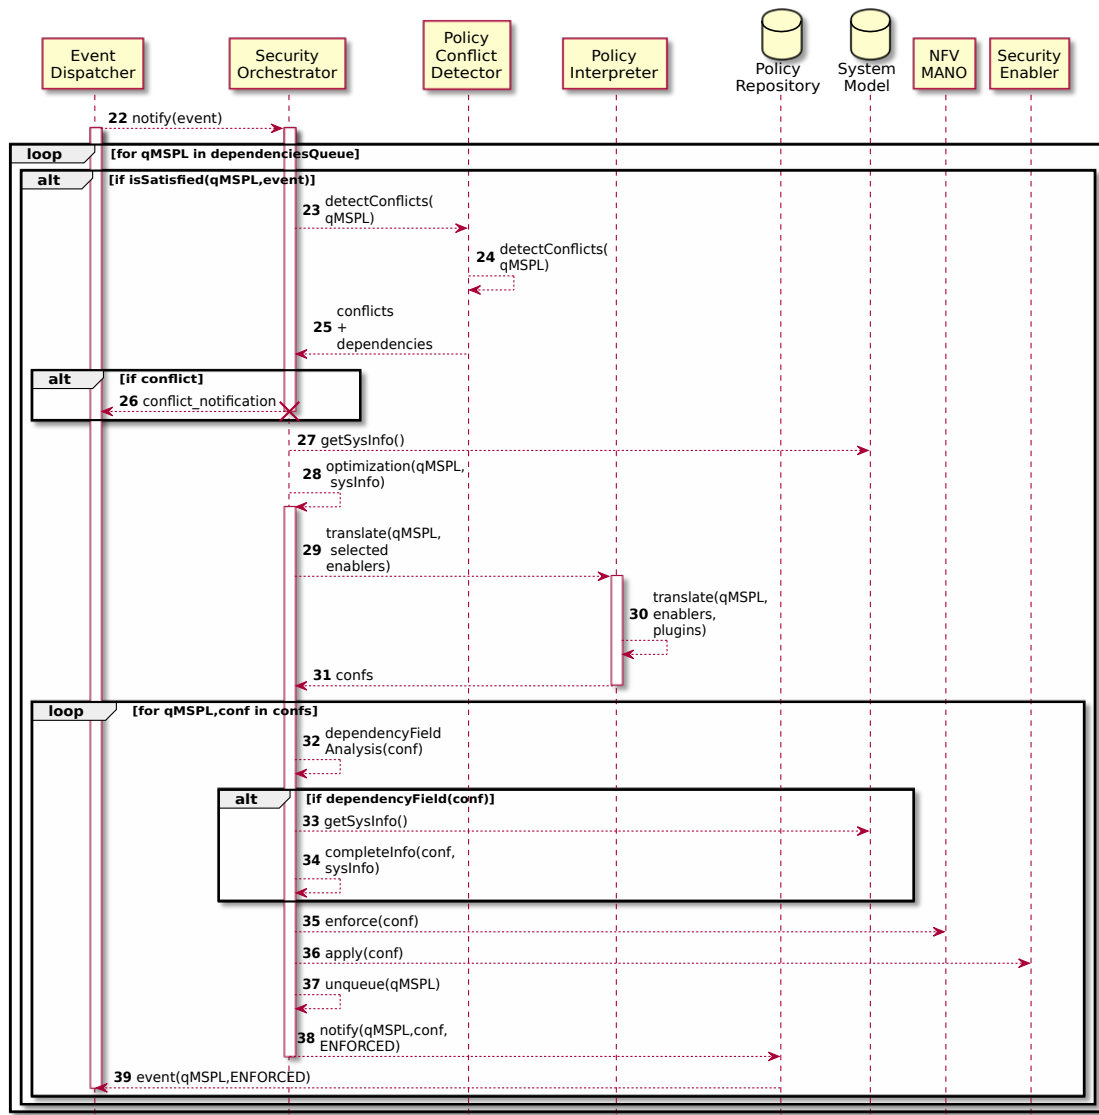 Event
Dispatcher
Security
Orchestrator
Policy
Conflict
Detector
Policy
Interpreter
Policy
Repository
System
Model
NFV
MANO
Security
Enabler
22 notify(event)
loop [for qMSPL in dependenciesQueue]
alt [if isSatisfied(qMSPL,event)]
23 detectConflicts(
qMSPL)
24 detectConflicts(
qMSPL)
conflicts
25 +
dependencies
alt [if conflict]
26 conflict_notification
27 getSysInfo()
28 optimization(qMSPL,
sysInfo)
translate(qMSPL,
29 selected
enablers)
translate(qMSPL,
30 enablers,
plugins)
31 confs
loop [for qMSPL,conf in confs]
32 dependencyField
Analysis(conf)
alt [if dependencyField(conf)]
33 getSysInfo()
34 completeInfo(conf,
sysInfo)
35 enforce(conf)
36 apply(conf)
37 unqueue(qMSPL)
38 notify(qMSPL,conf,
ENFORCED)
39 event(qMSPL,ENFORCED)